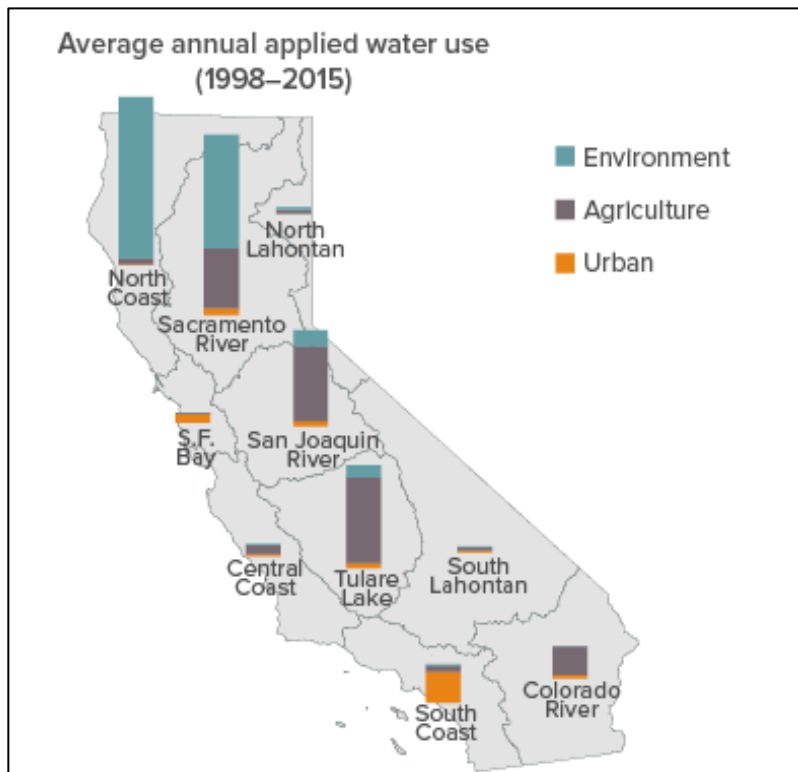 Average annual applied water use
(1998–2015)
Environment
Agriculture
Urban
North
Lahontan
North
Coast
Sacramento
River
S.F.
Bay
San Joaquin
River
Central
Coast
Tulare
Lake
South
Lahontan
South
Coast
Colorado
River